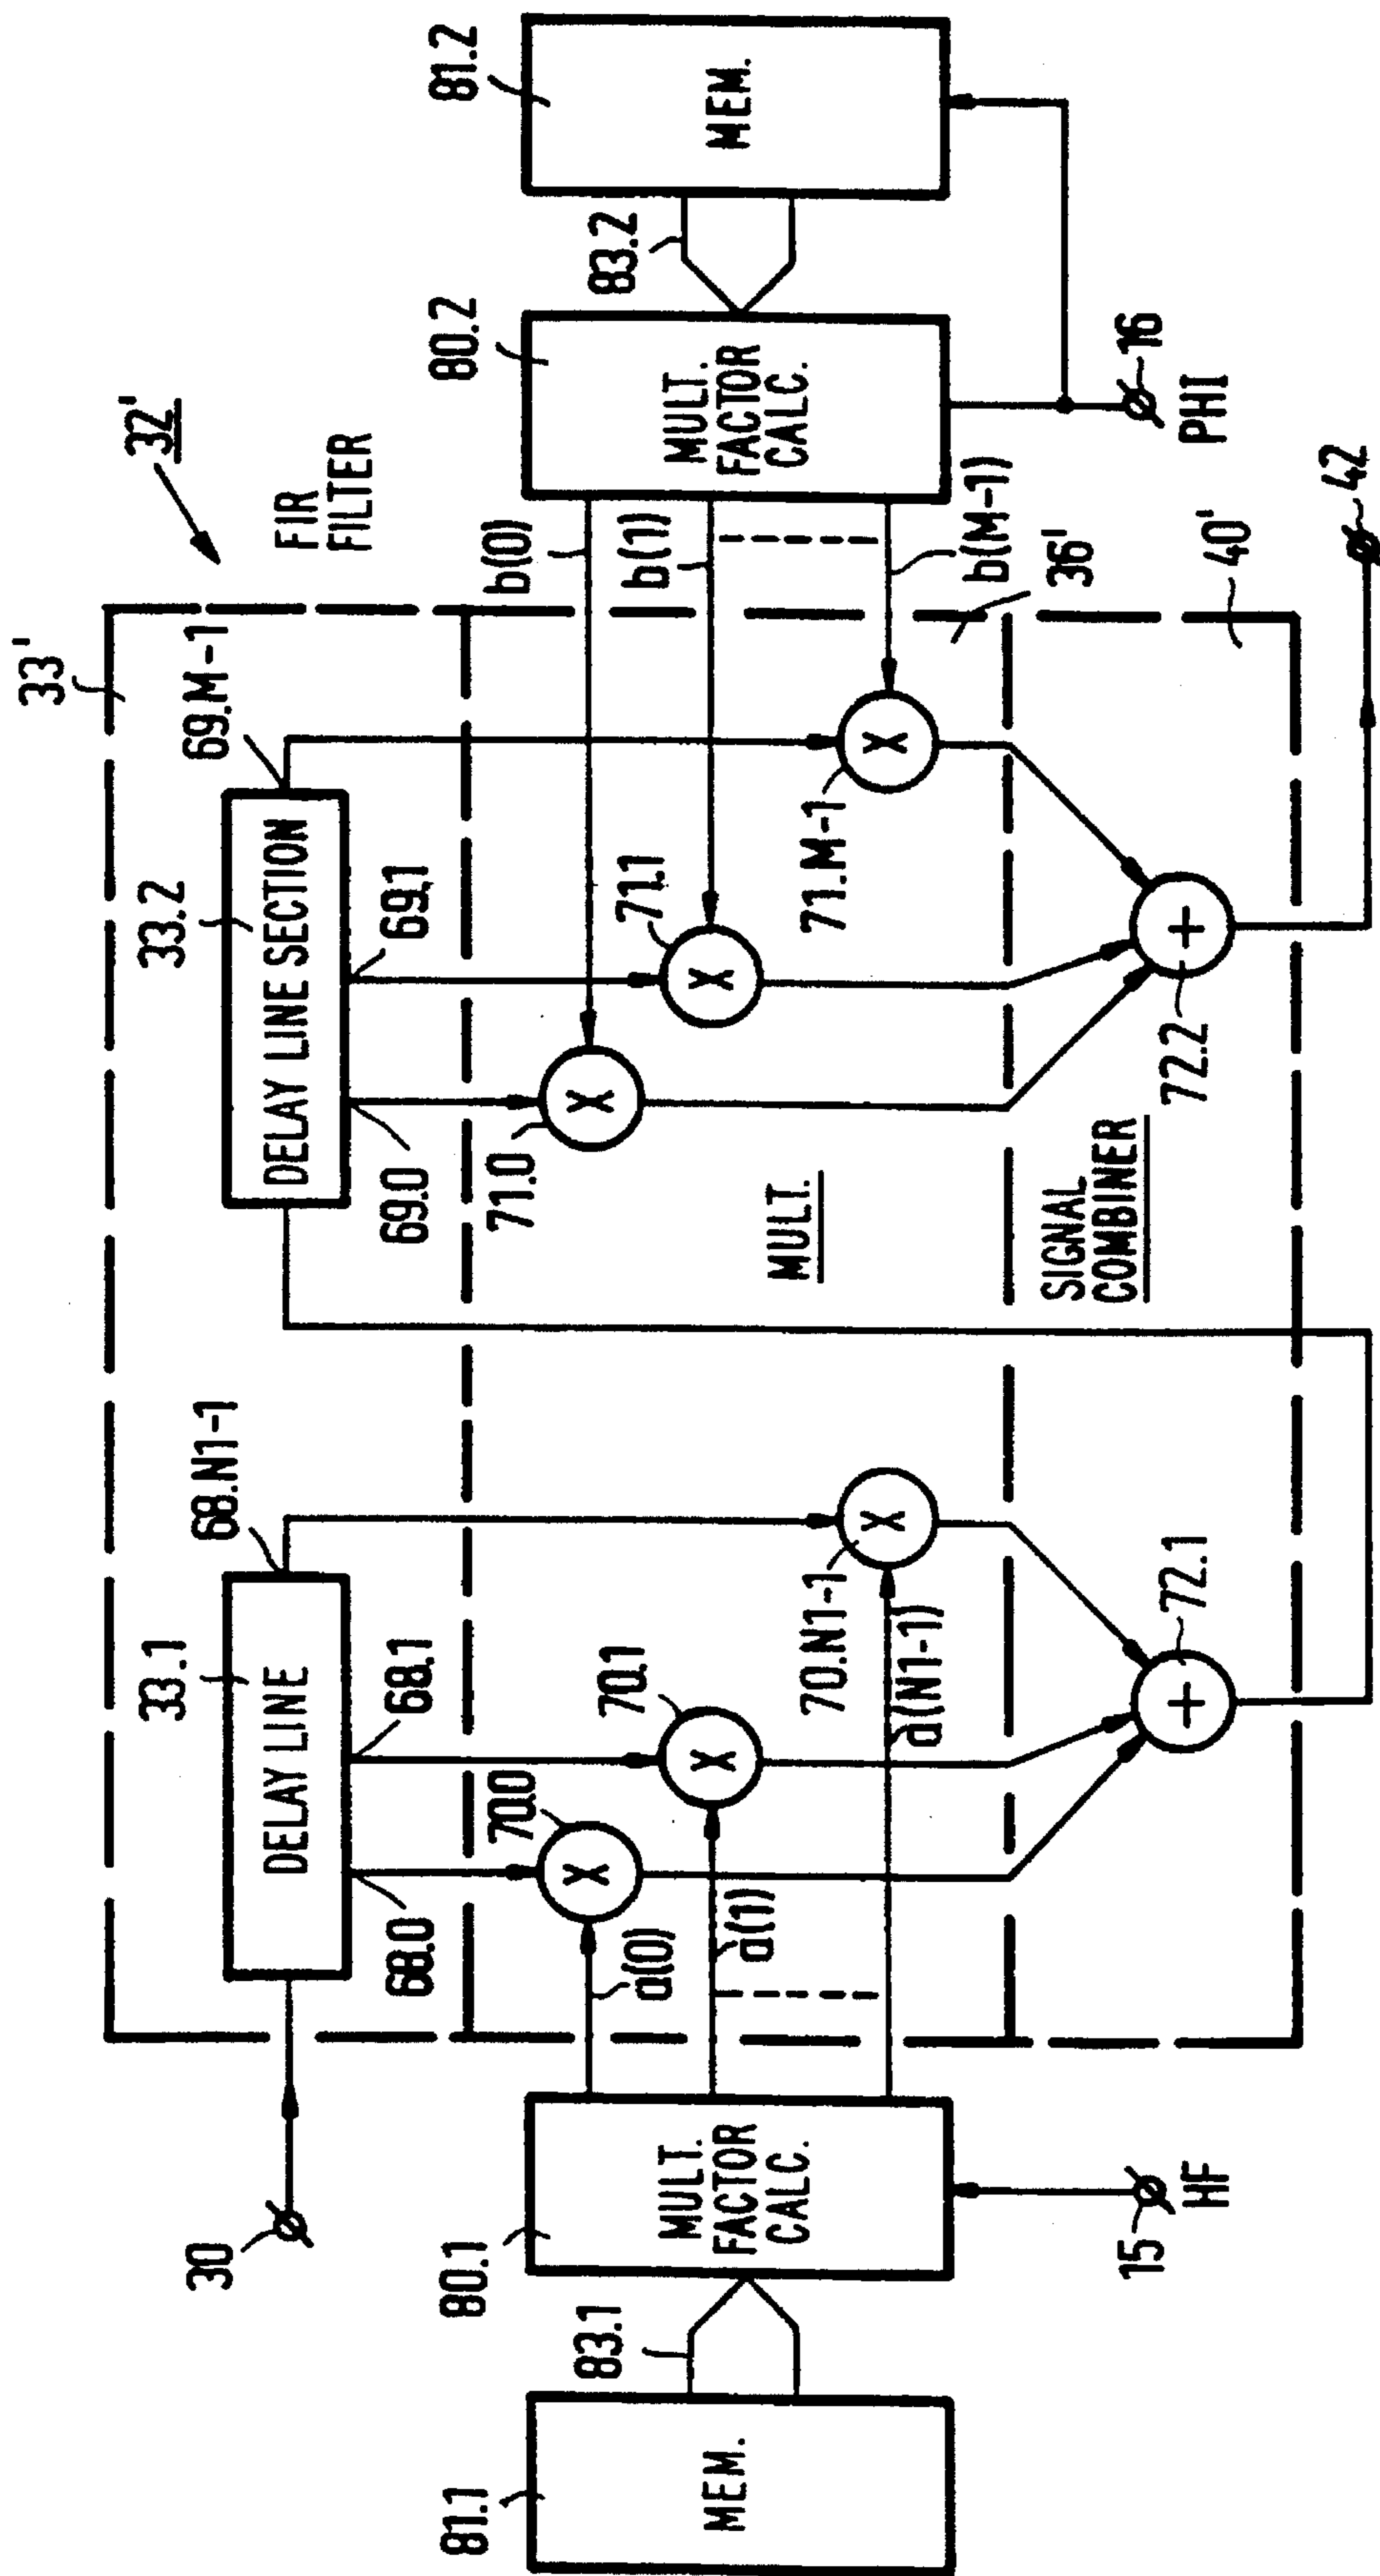 32'
FIR
FILTER
33'
33.1
DELAY LINE
68.N1-1
33.2
DELAY LINE SECTION
69.M-1
30
68.0
68.1
69.0
69.1
81.1
MEM.
83.1
80.1
MULT.
FACTOR
CALC.
a(0)
a(1)
a(N1-1)
70.0
70.1
70.N1-1
MULT.
71.0
71.1
71.M-1
b(0)
b(1)
b(M-1)
80.2
MULT.
FACTOR
CALC.
83.2
81.2
MEM.
36'
40'
15
HF
72.1
SIGNAL
COMBINER
72.2
16
PHI
42